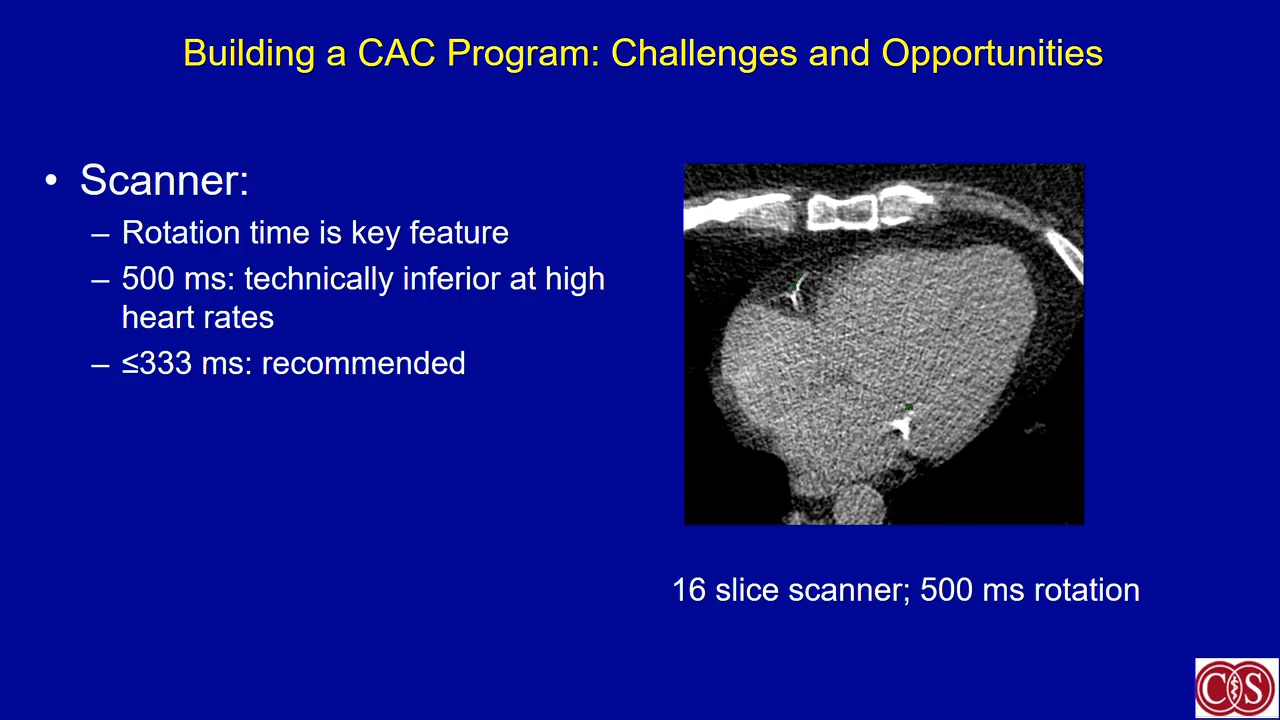 Building a CAC Program: Challenges and Opportunities
• Scanner:
– Rotation time is key feature
– 500 ms: technically inferior at high
heart rates
– ≤333 ms: recommended
16 slice scanner; 500 ms rotation
C S